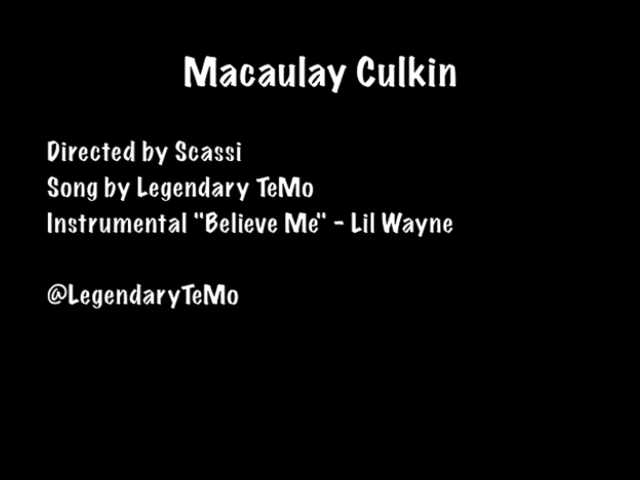 Macaulay Culkin
Directed by Scassi
Song by Legendary TeMo
Instrumental "Believe Me" - Lil Wayne
@LegendaryTeMo